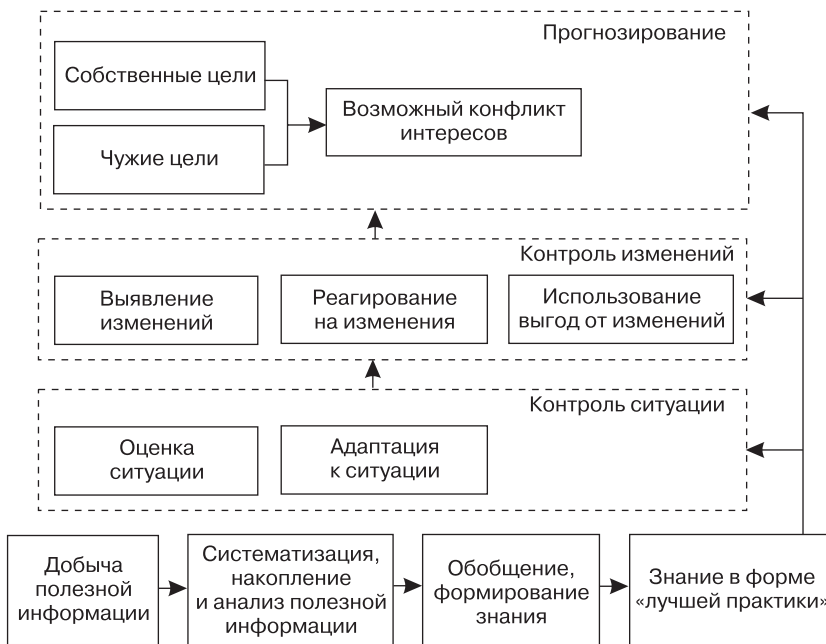 Прогнозирование
Собственные цели
Чужие цели
Возможный конфликт
интересов
Контроль изменений
Выявление
изменений
Реагирование
на изменения
Использование
выгод от изменений
Контроль ситуации
Оценка
ситуации
Адаптация
к ситуации
Добыча
полезной
информации
Систематизация,
накопление
и анализ полезной
информации
Обобщение,
формирование
знания
Знание в форме
«лучшей практики»